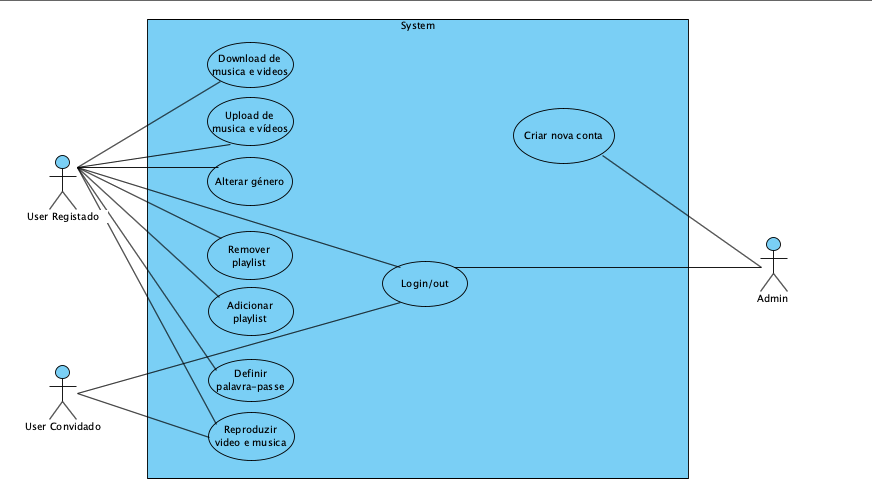 System
Download de
musica e videos
Upload de
musica e vídeos
Criar nova conta
Alterar género
User Registado
Remover
playlist
Login/out
Admin
Adicionar
playlist
Definir
palavra-passe
User Convidado
Reproduzir
video e musica